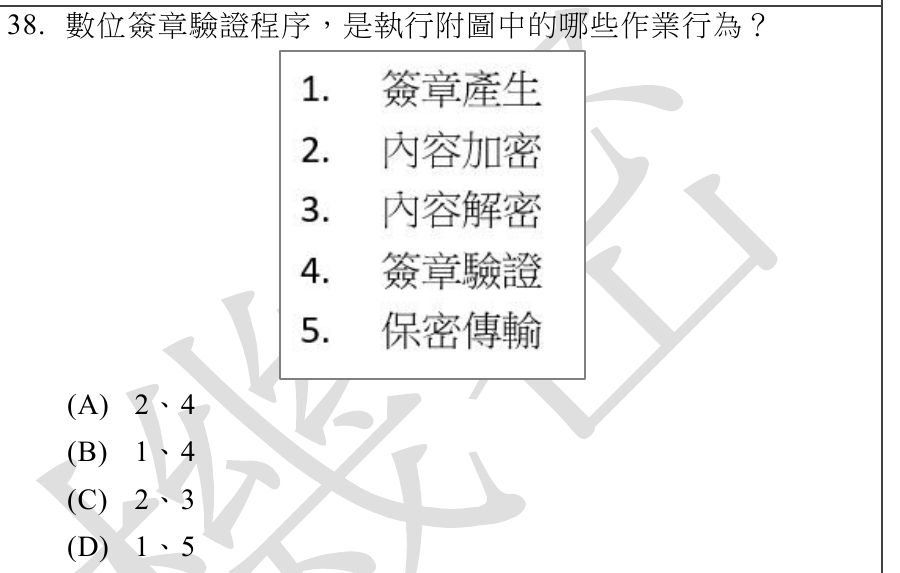 38. 數位簽章驗證程序，是執行附圖中的哪些作業行為？
1. 簽章產生
2. 內容加密
3. 內容解密
4. 簽章驗證
5. 保密傳輸
(A) 2、4
(B) 1、4
(C) 2、3
(D) 1、5
機密